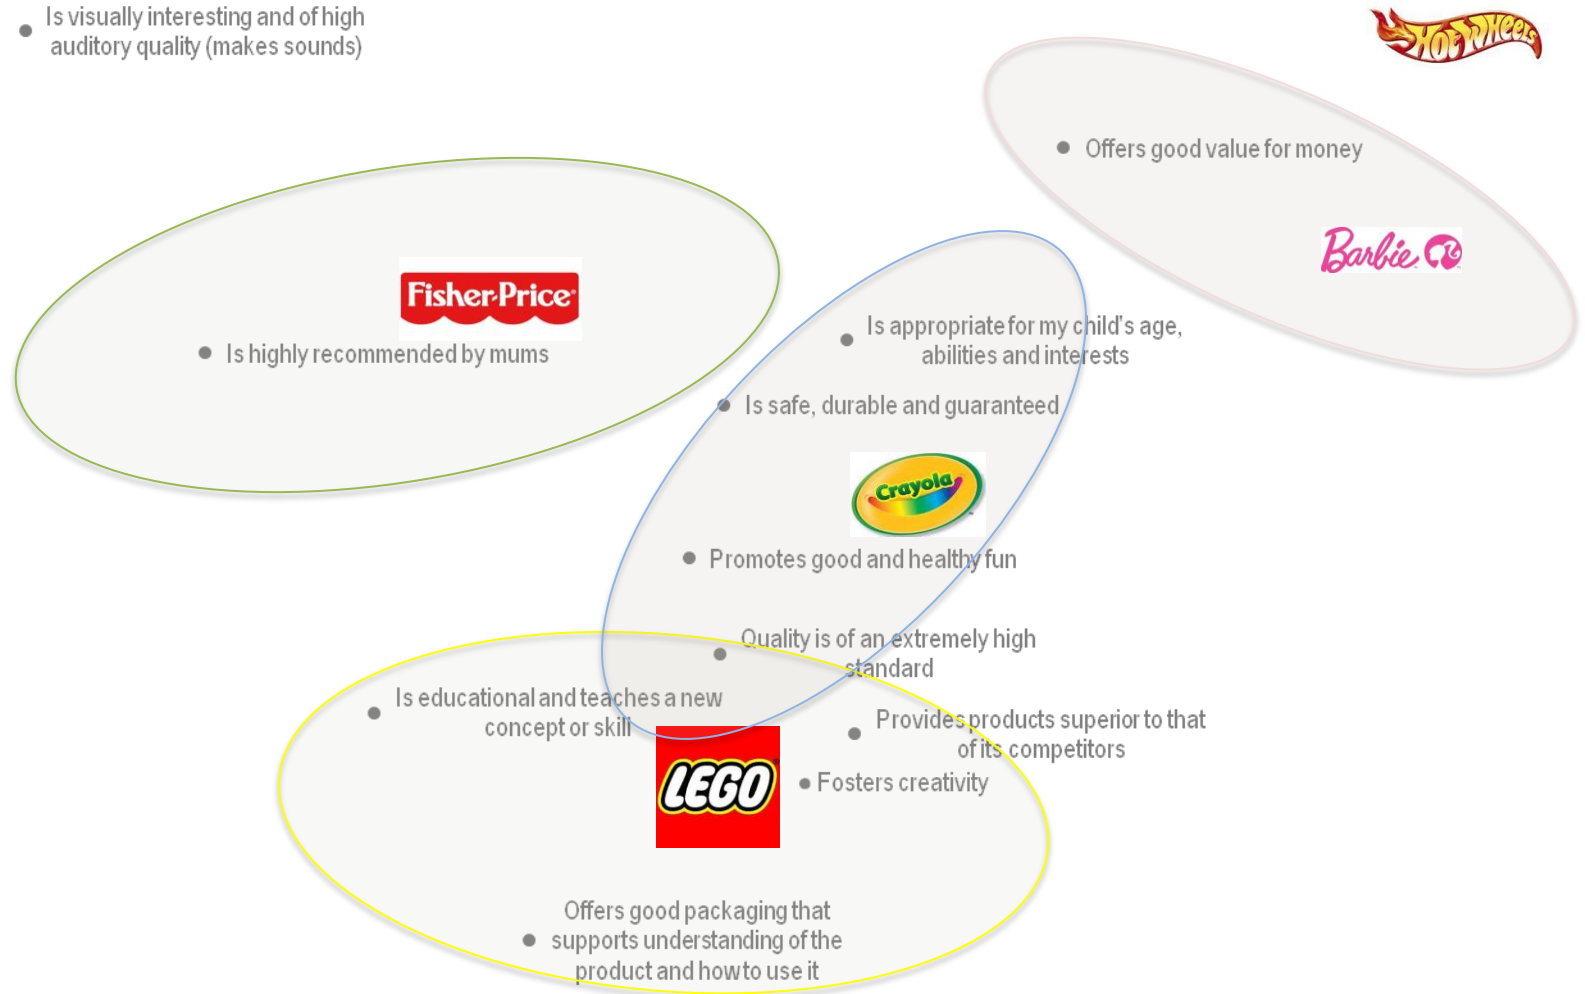 Is visually interesting and of high
auditory quality (makes sounds)
HotWheels
Offers good value for money
Barbie
Fisher-Price
Is highly recommended by mums
Is appropriate for my child's age,
abilities and interests
Is safe, durable and guaranteed
Crayola
Promotes good and healthy fun
Quality is of an extremely high
standard
Is educational and teaches a new
concept or skill
Provides products superior to that
of its competitors
LEGO
Fosters creativity
Offers good packaging that
supports understanding of the
product and how to use it